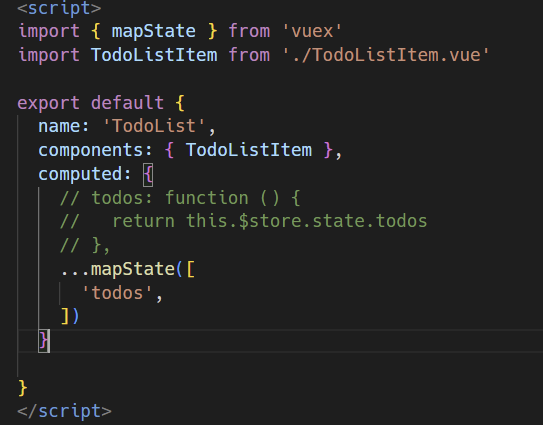 <script>
import { mapState } from 'vuex'
import TodoListItem from './TodoListItem.vue'
export default {
  name: 'TodoList',
  components: { TodoListItem },
  computed: {
    // todos: function () {
    //   return this.$store.state.todos
    // },
    ...mapState([
      'todos',
    ])
  }
}
</script>